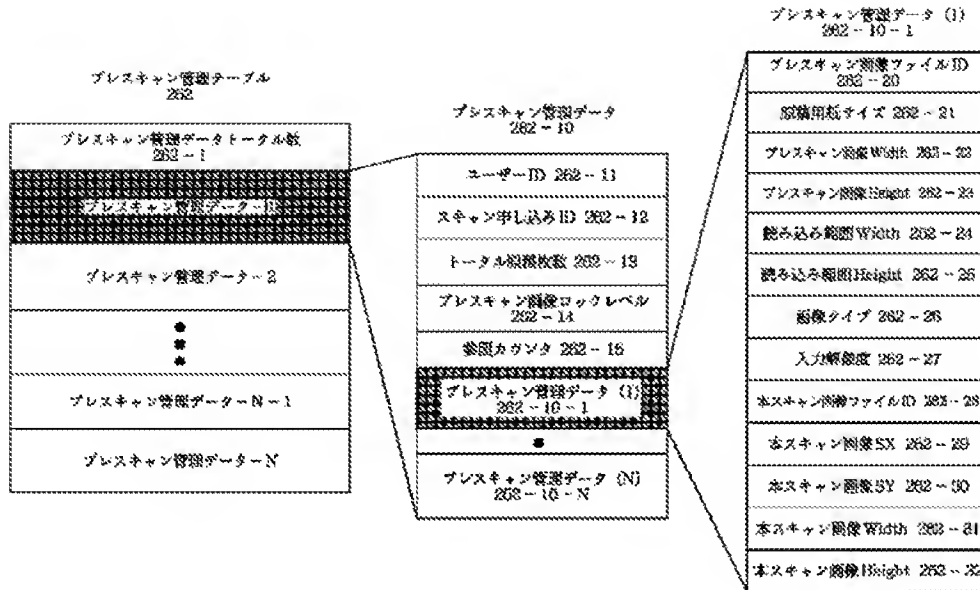 プレスキャン管理テーブル
262
プレスキャン管理データトータル数
262-1
プレスキャン管理データ-
プレスキャン管理データ-2
プレスキャン管理データ-N-1
プレスキャン管理データ-N
プレスキャン管理データ
262-10
ユーザーID 262-11
スキャン申し込みID 262-12
トータル原稿枚数 262-13
プレスキャン画像ロックレベル
262-14
参照カウンタ 262-15
プレスキャン管理データ (1)
262-10-1
プレスキャン管理データ (N)
262-10-N
プレスキャン管理データ (1)
262-10-1
プレスキャン画像ファイルID
262-20
原稿用紙サイズ 262-21
プレスキャン画像Width 262-22
プレスキャン画像Height 262-23
読み込み範囲Width 262-24
読み込み範囲Height 262-25
画像タイプ 262-26
入力解像度 262-27
本スキャン画像ファイルID 262-28
本スキャン画像SX 262-29
本スキャン画像SY 262-30
本スキャン画像Width 262-31
本スキャン画像Height 262-32